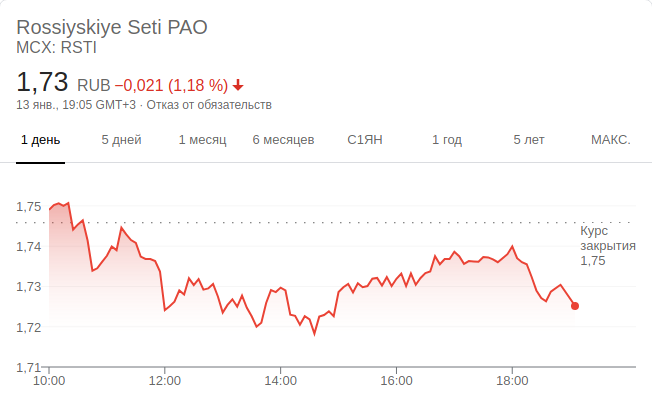 Rossiyskiye Seti PAO
MCX: RSTI
1,73 RUB −0,021 (1,18 %)
13 янв., 19:05 GMT+3 · Отказ от обязательств
1 день 5 дней 1 месяц 6 месяцев С1ЯН 1 год 5 лет МАКС.
1,75
1,74
1,73
1,72
1,71
Курс
закрытия
1,75
10:00 12:00 14:00 16:00 18:00